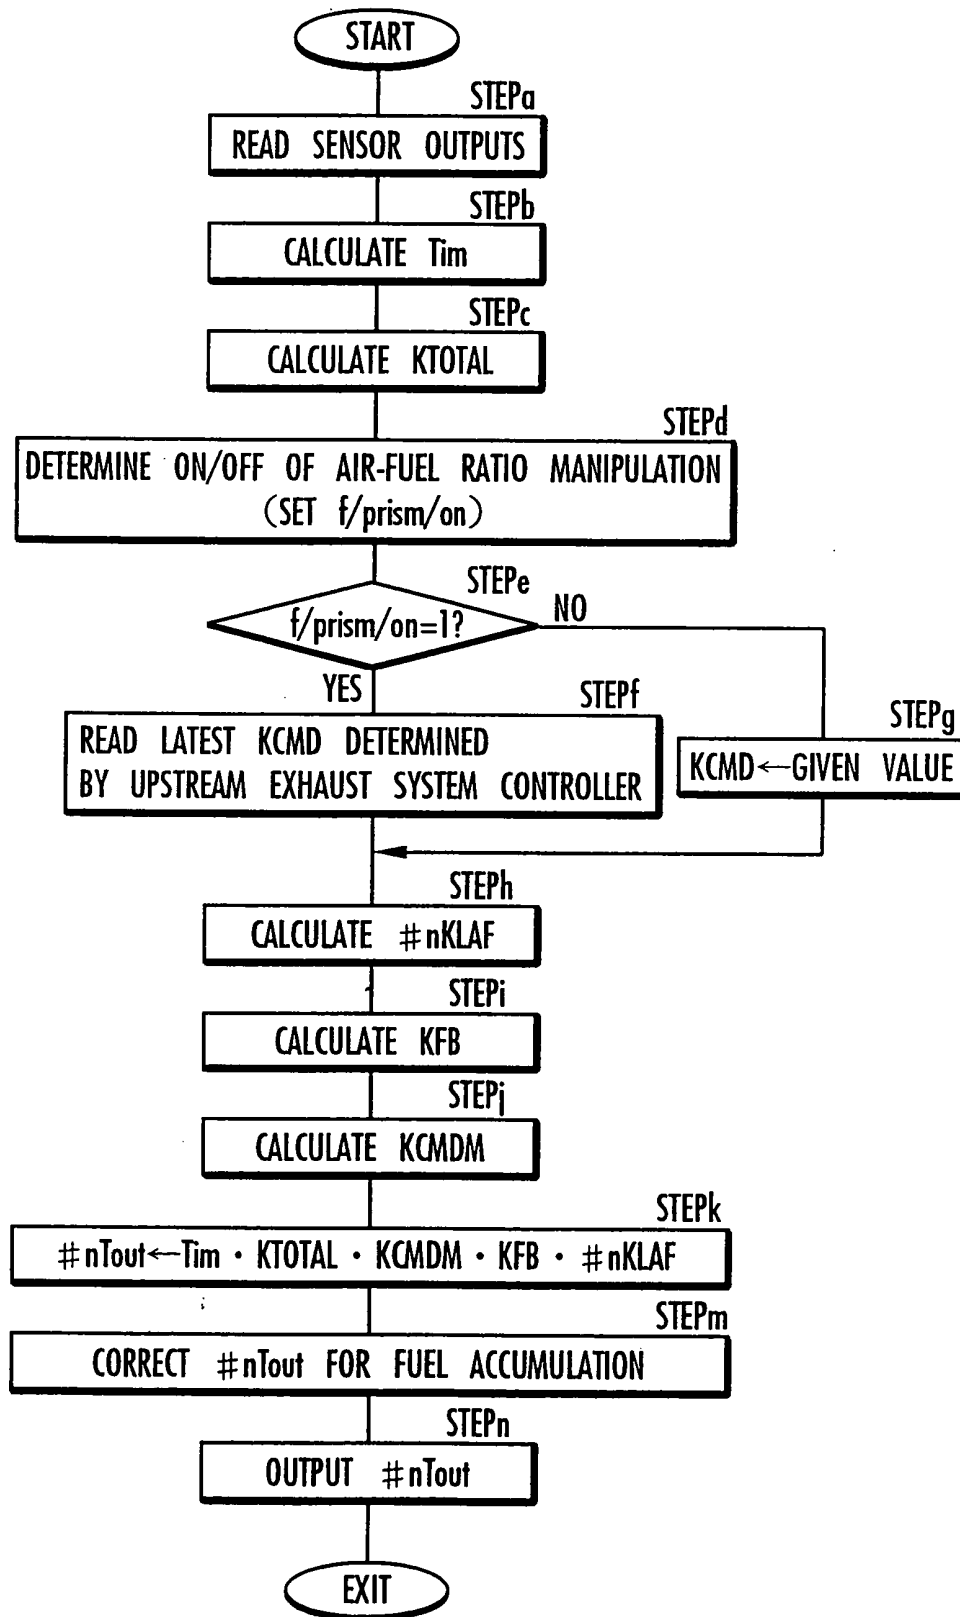 START
STEPa
READ SENSOR OUTPUTS
STEPb
CALCULATE Tim
STEPc
CALCULATE KTOTAL
STEPd
DETERMINE ON/OFF OF AIR-FUEL RATIO MANIPULATION
(SET f/prism/on)
STEPe
f/prism/on=1?
NO
YES
STEPf
READ LATEST KCMD DETERMINED
BY UPSTREAM EXHAUST SYSTEM CONTROLLER
STEPg
KCMD←GIVEN VALUE
STEPh
CALCULATE #nKLAF
STEPi
CALCULATE KFB
STEPj
CALCULATE KCMDM
STEPk
#nTout←Tim · KTOTAL · KCMDM · KFB · #nKLAF
STEPm
CORRECT #nTout FOR FUEL ACCUMULATION
STEPn
OUTPUT #nTout
EXIT